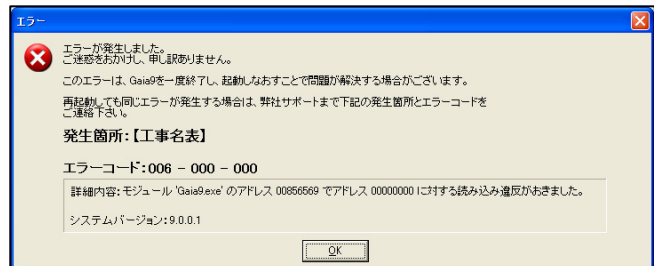 エラー
エラーが発生しました。
ご迷惑をおかけし、申し訳ありません。
このエラーは、Gaia9を一度終了し、起動しなおすことで問題が解決する場合がございます。
再起動しても同じエラーが発生する場合は、弊社サポートまで下記の発生箇所とエラーコードを
ご連絡下さい。
発生箇所:【工事名表】
エラーコード:006 - 000 - 000
詳細内容:モジュール 'Gaia9.exe' のアドレス 00856569 でアドレス 00000000 に対する読み込み違反がおきました。
システムバージョン:9.0.0.1
OK